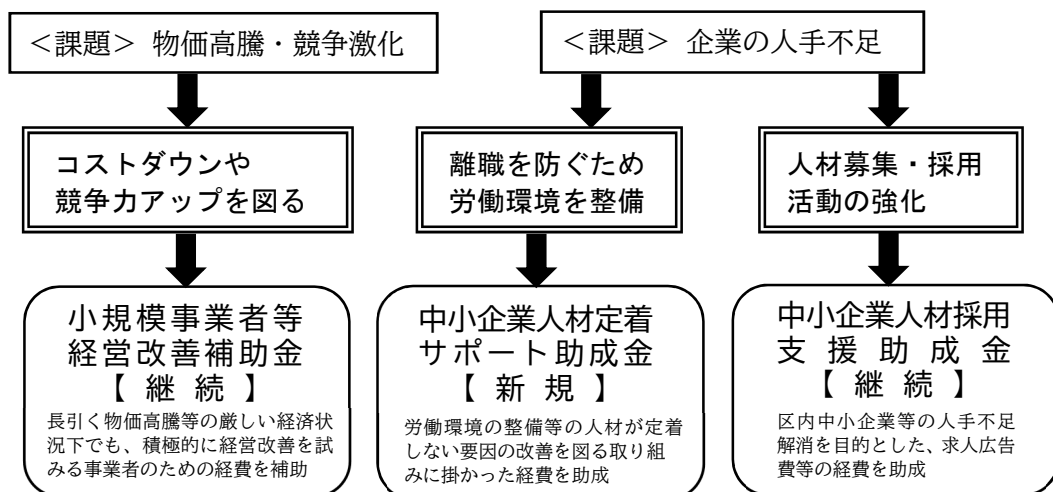 <課題> 物価高騰・競争激化
<課題> 企業の人手不足
コストダウンや
競争力アップを図る
離職を防ぐため
労働環境を整備
人材募集・採用
活動の強化
小規模事業者等
経営改善補助金
【継続】
長引く物価高騰等の厳しい経済状
況下でも、積極的に経営改善を試
みる事業者のための経費を補助
中小企業人材定着
サポート助成金
【新規】
労働環境の整備等の人材が定着
しない要因の改善を図る取り組
みに掛かった経費を助成
中小企業人材採用
支援助成金
【継続】
区内中小企業等の人手不足
解消を目的とした、求人広告
費等の経費を助成